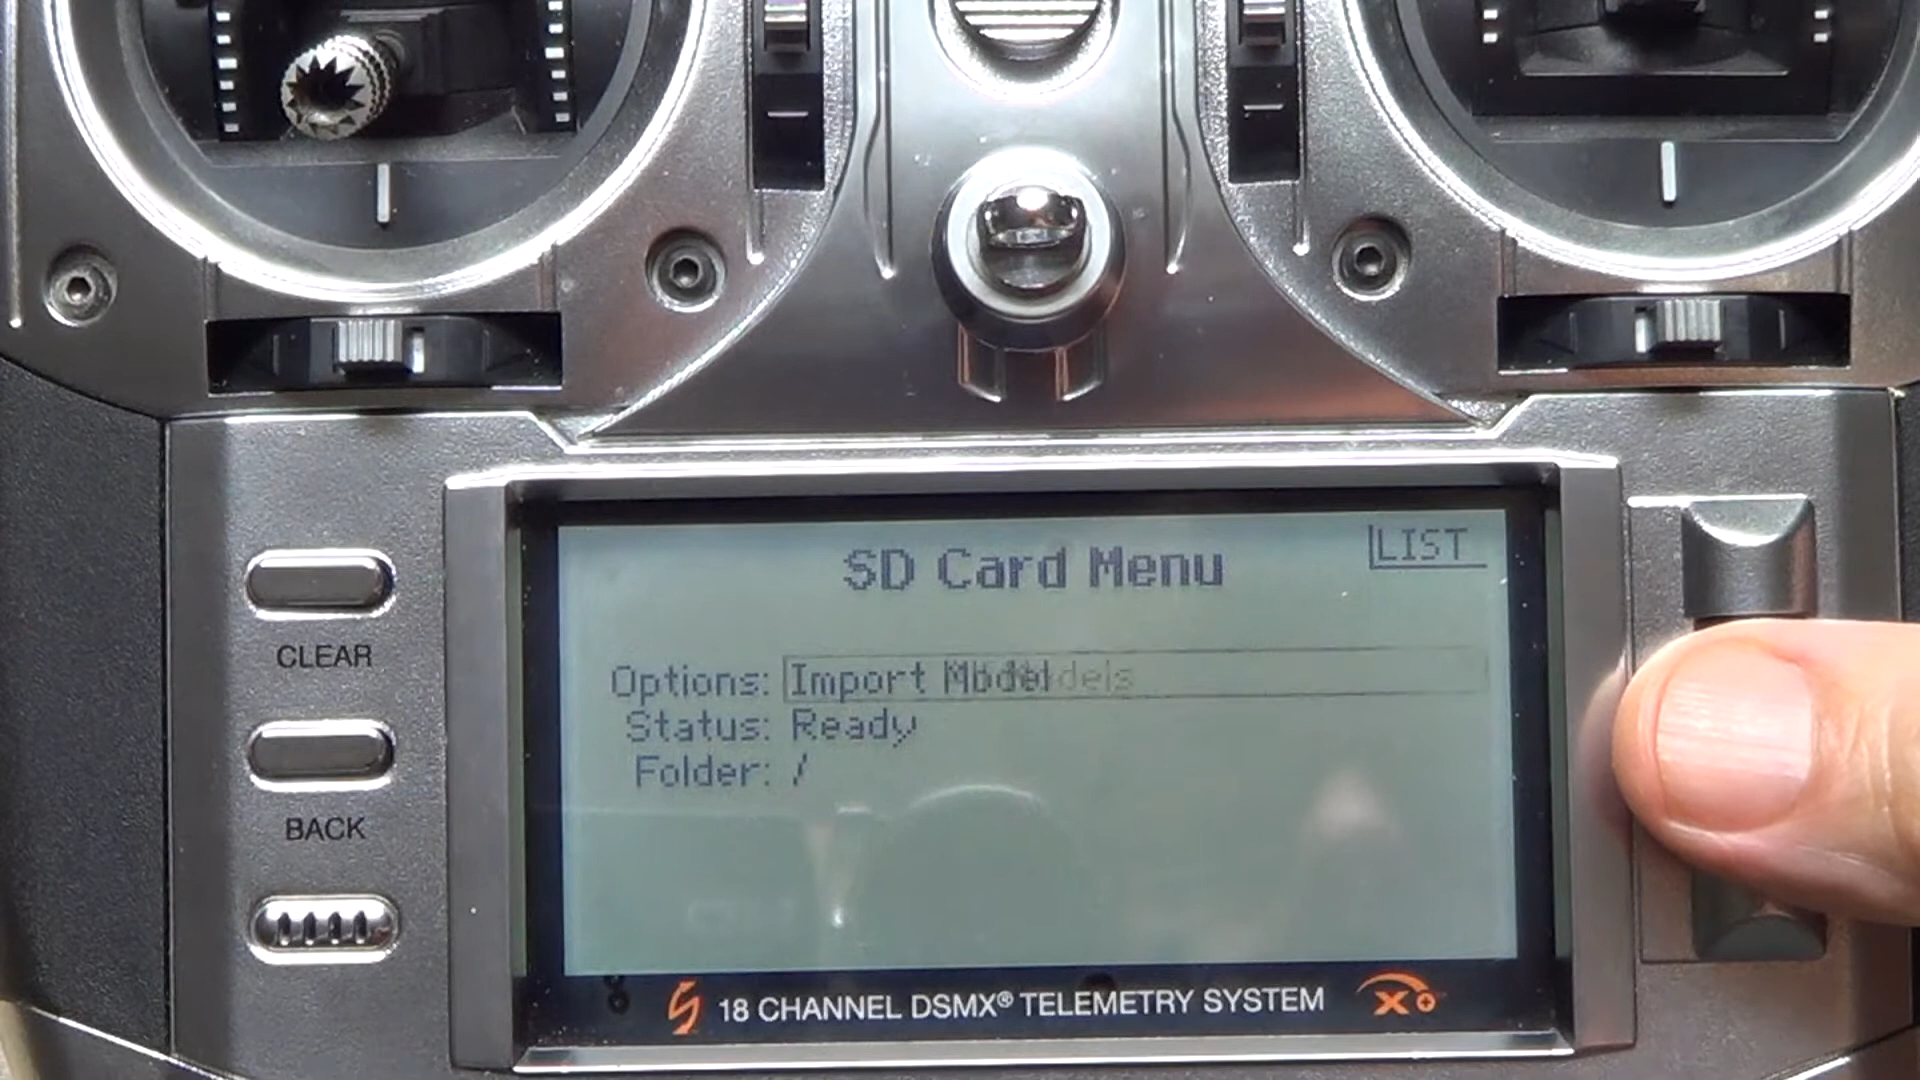 SD Card Menu
LIST
Options: Import Model
Status: Ready
Folder: /
CLEAR
BACK
18 CHANNEL DSMX® TELEMETRY SYSTEM
X+